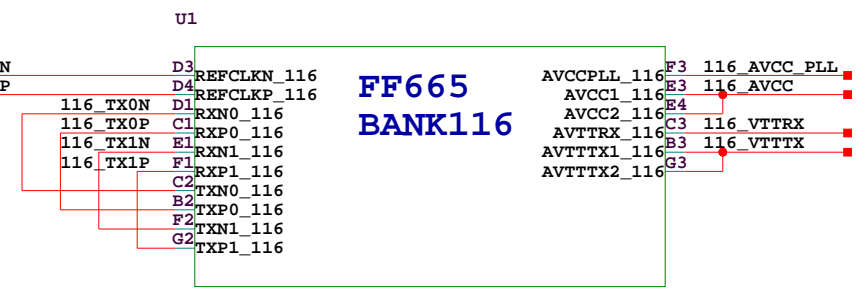 U1
N D3 REFCLKN_116
P D4 REFCLKP_116
116_TX0N D1 RXN0_116
116_TX0P C1 RXP0_116
116_TX1N E1 RXN1_116
116_TX1P F1 RXP1_116
C2 TXN0_116
B2 TXP0_116
F2 TXN1_116
G2 TXP1_116
FF665
BANK116
AVCCPLL_116 F3 116_AVCC_PLL
AVCC1_116 E3 116_AVCC
AVCC2_116 E4
AVTTRX_116 C3 116_VTTRX
AVTTTX1_116 B3 116_VTTTX
AVTTTX2_116 G3